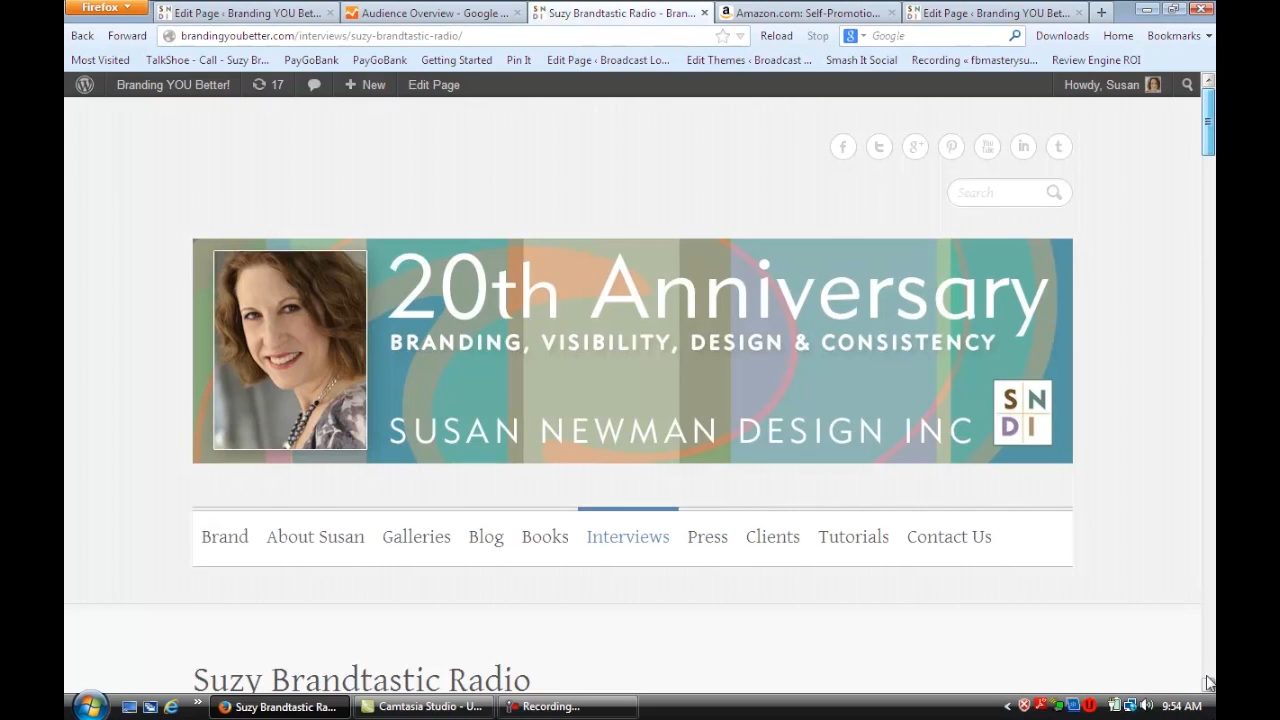 Firefox
Edit Page ‹ Branding YOU Bet...
Audience Overview - Google ...
Suzy Brandtastic Radio - Bran...
Amazon.com: Self-Promotio...
Edit Page ‹ Branding YOU Bet...
Back
Forward
brandingyoubetter.com/interviews/suzy-brandtastic-radio/
Reload
Stop
Google
Downloads
Home
Bookmarks
Most Visited
TalkShoe - Call - Suzy Br...
PayGoBank
PayGoBank
Getting Started
Pin It
Edit Page ‹ Broadcast Lo...
Edit Themes ‹ Broadcast ...
Smash It Social
Recording « fbmasterysu...
Review Engine ROI
Branding YOU Better!
17
New
Edit Page
Howdy, Susan
Search
20th Anniversary
BRANDING, VISIBILITY, DESIGN & CONSISTENCY
SUSAN NEWMAN DESIGN INC
S N
D I
Brand
About Susan
Galleries
Blog
Books
Interviews
Press
Clients
Tutorials
Contact Us
Suzy Brandtastic Radio
Suzy Brandtastic Ra...
Camtasia Studio - U...
Recording...
9:54 AM